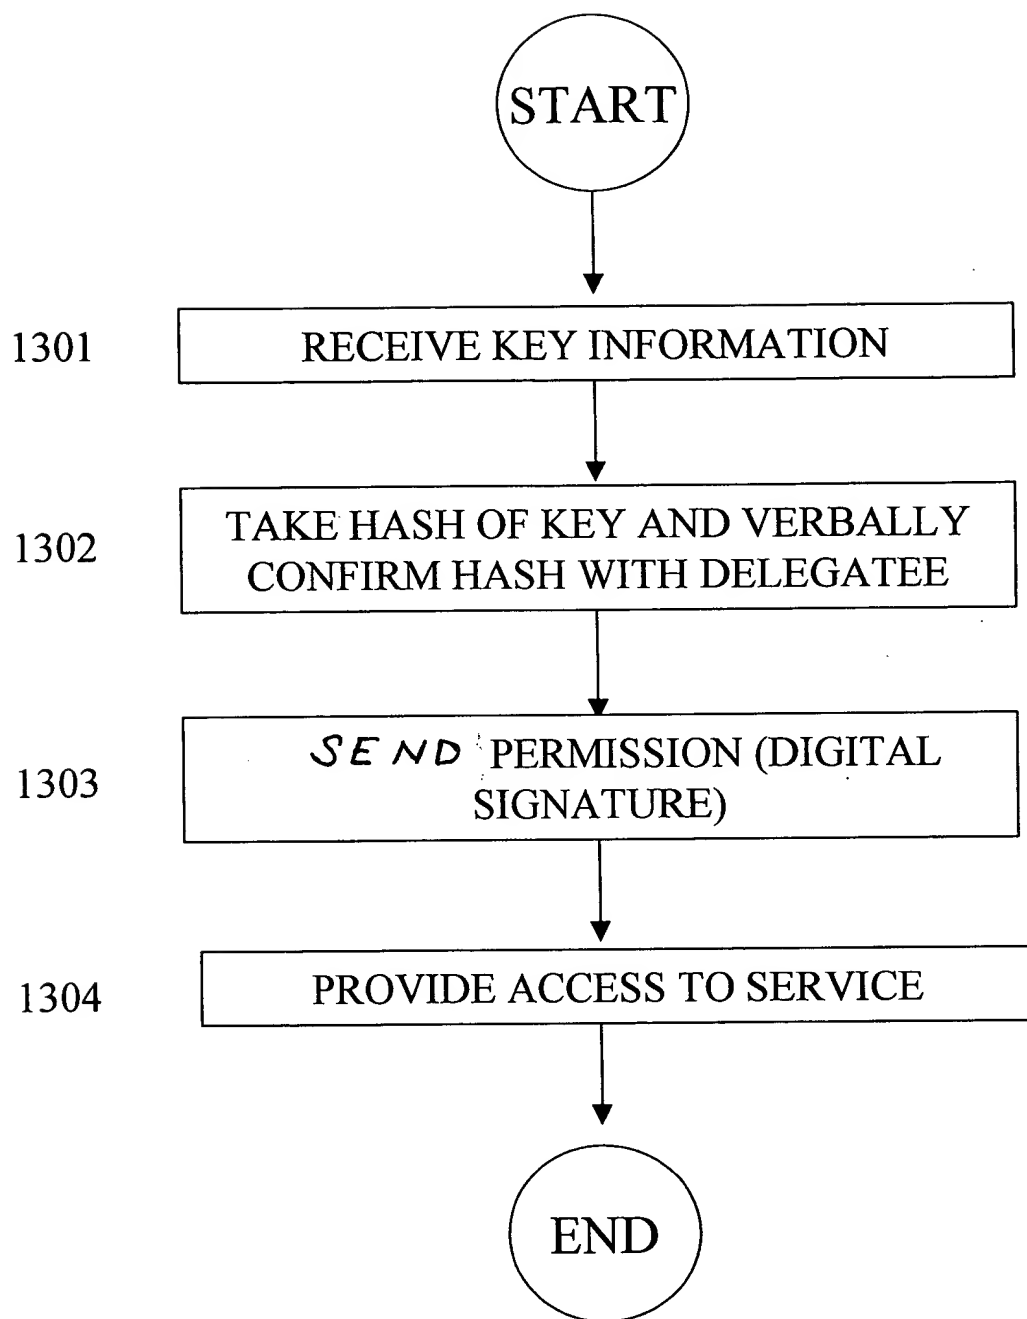 START
1301 RECEIVE KEY INFORMATION
1302 TAKE HASH OF KEY AND VERBALLY
CONFIRM HASH WITH DELEGATEE
1303 SEND PERMISSION (DIGITAL
SIGNATURE)
1304 PROVIDE ACCESS TO SERVICE
END